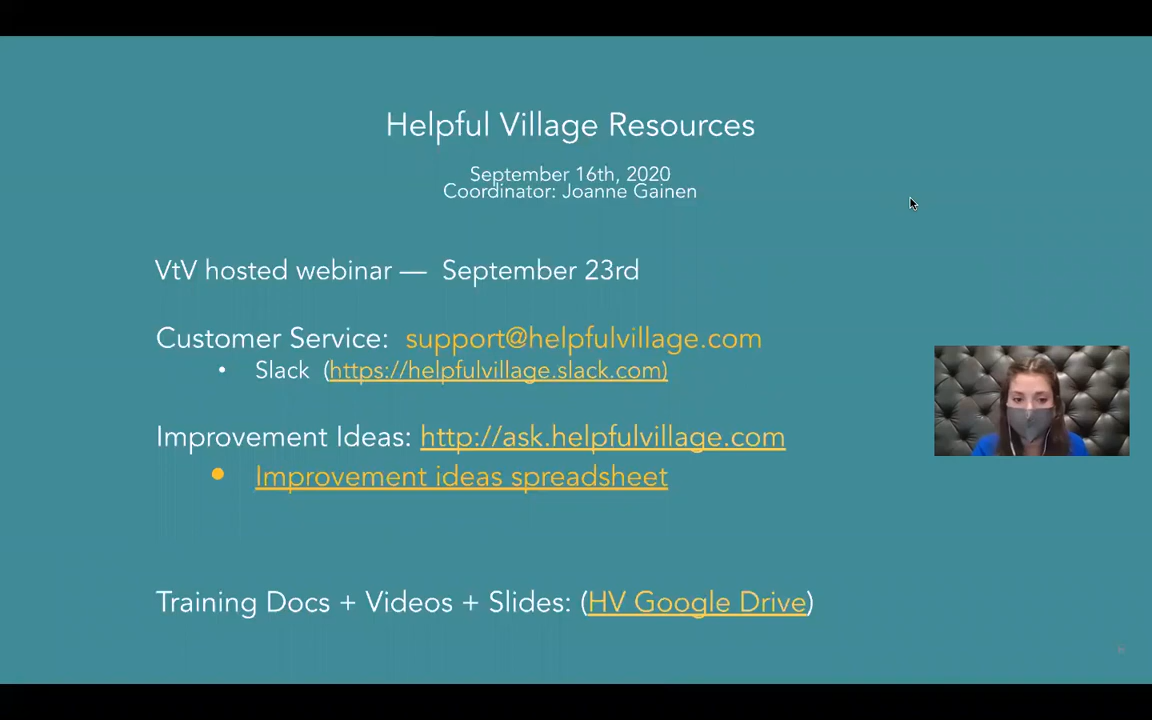 Helpful Village Resources
September 16th, 2020
Coordinator: Joanne Gainen
VtV hosted webinar — September 23rd
Customer Service: support@helpfulvillage.com
• Slack (https://helpfulvillage.slack.com)
Improvement Ideas: http://ask.helpfulvillage.com
• Improvement ideas spreadsheet
Training Docs + Videos + Slides: (HV Google Drive)